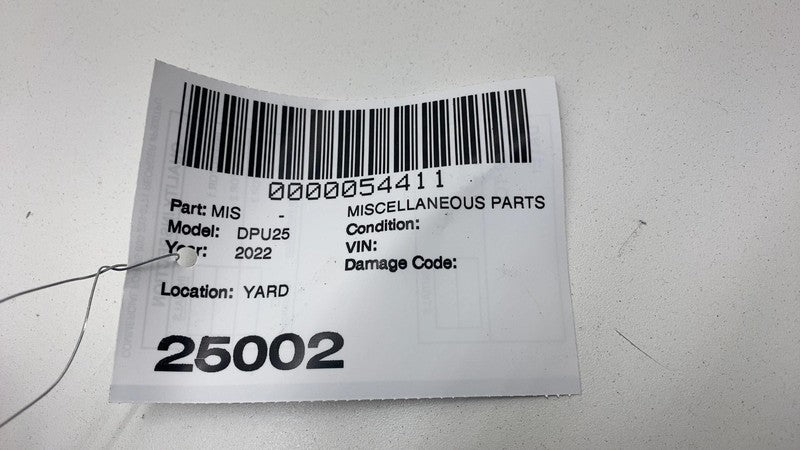 0000054411
Part: MIS - MISCELLANEOUS PARTS
Model: DPU25 Condition:
Year: 2022 VIN:
Damage Code:
Location: YARD
25002